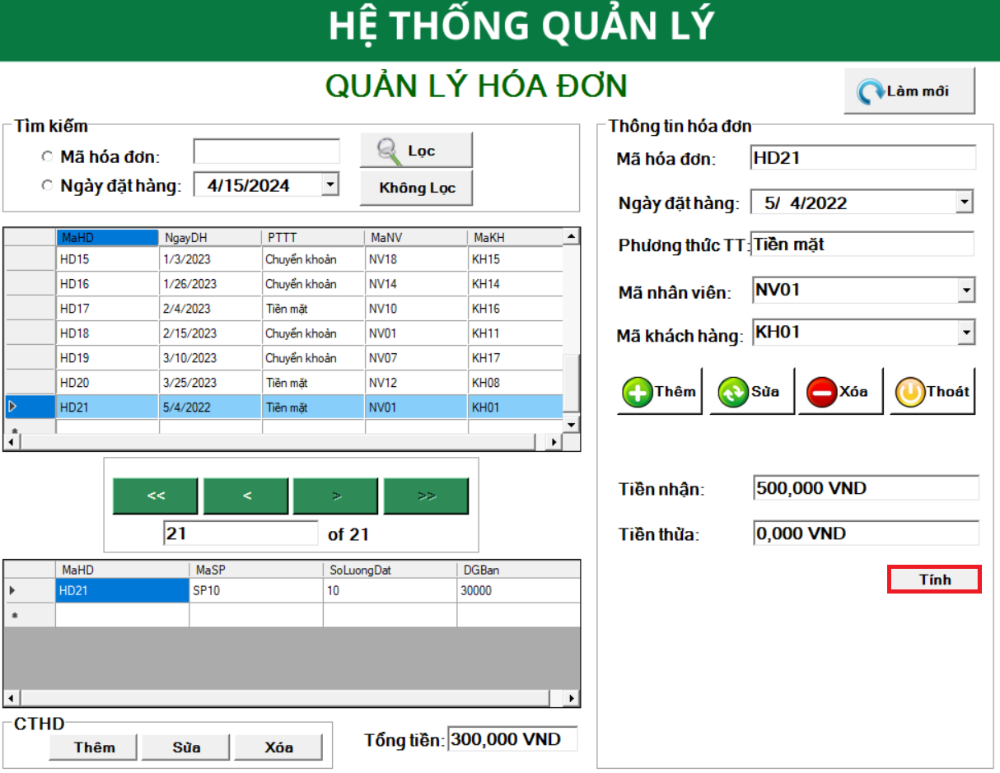 HỆ THỐNG QUẢN LÝ
QUẢN LÝ HÓA ĐƠN
Làm mới
Tìm kiếm
Mã hóa đơn:
Lọc
Ngày đặt hàng: 4/15/2024
Không Lọc
MaHD NgayDH PTTT MaNV MaKH
HD15 1/3/2023 Chuyển khoản NV18 KH15
HD16 1/26/2023 Chuyển khoản NV14 KH14
HD17 2/4/2023 Tiền mặt NV10 KH16
HD18 2/15/2023 Chuyển khoản NV01 KH11
HD19 3/10/2023 Chuyển khoản NV07 KH17
HD20 3/25/2023 Tiền mặt NV12 KH08
HD21 5/4/2022 Tiền mặt NV01 KH01
<< < > >>
21 of 21
MaHD MaSP SoLuongDat DGBan
HD21 SP10 10 30000
CTHD
Thêm Sửa Xóa
Tổng tiền: 300,000 VND
Thông tin hóa đơn
Mã hóa đơn: HD21
Ngày đặt hàng: 5/ 4/2022
Phương thức TT: Tiền mặt
Mã nhân viên: NV01
Mã khách hàng: KH01
Thêm Sửa Xóa Thoát
Tiền nhận: 500,000 VND
Tiền thừa: 0,000 VND
Tính